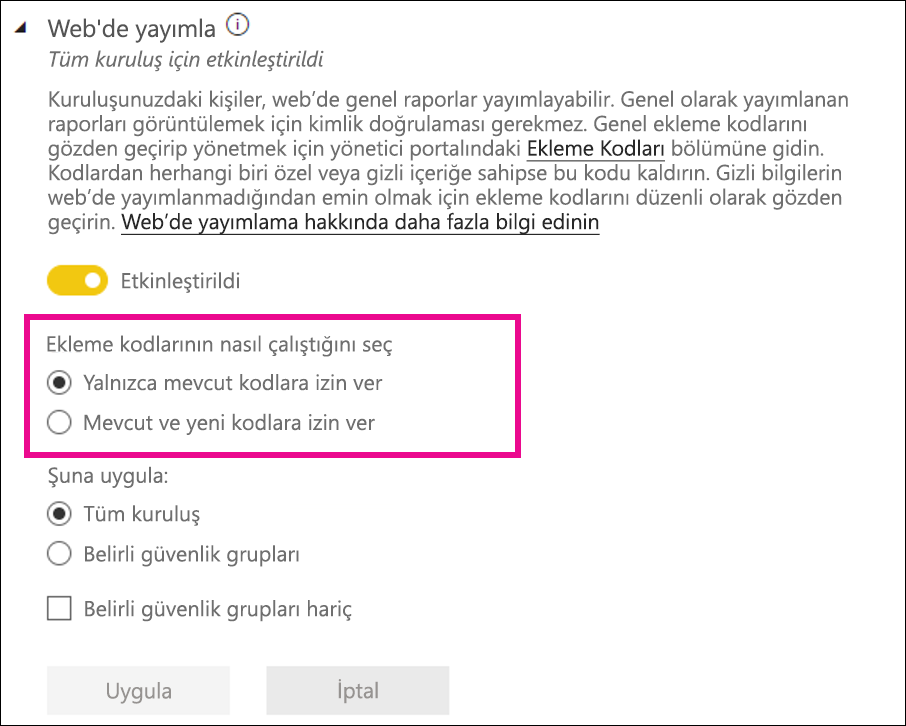 Web'de yayımla
Tüm kuruluş için etkinleştirildi
Kuruluşunuzdaki kişiler, web’de genel raporlar yayımlayabilir. Genel olarak yayımlanan
raporları görüntülemek için kimlik doğrulaması gerekmez. Genel ekleme kodlarını
gözden geçirip yönetmek için yönetici portalındaki Ekleme Kodları bölümüne gidin.
Kodlardan herhangi biri özel veya gizli içeriğe sahipse bu kodu kaldırın. Gizli bilgilerin
web’de yayımlanmadığından emin olmak için ekleme kodlarını düzenli olarak gözden
geçirin. Web’de yayımlama hakkında daha fazla bilgi edinin
Etkinleştirildi
Ekleme kodlarının nasıl çalıştığını seç
Yalnızca mevcut kodlara izin ver
Mevcut ve yeni kodlara izin ver
Şuna uygula:
Tüm kuruluş
Belirli güvenlik grupları
Belirli güvenlik grupları hariç
Uygula
İptal